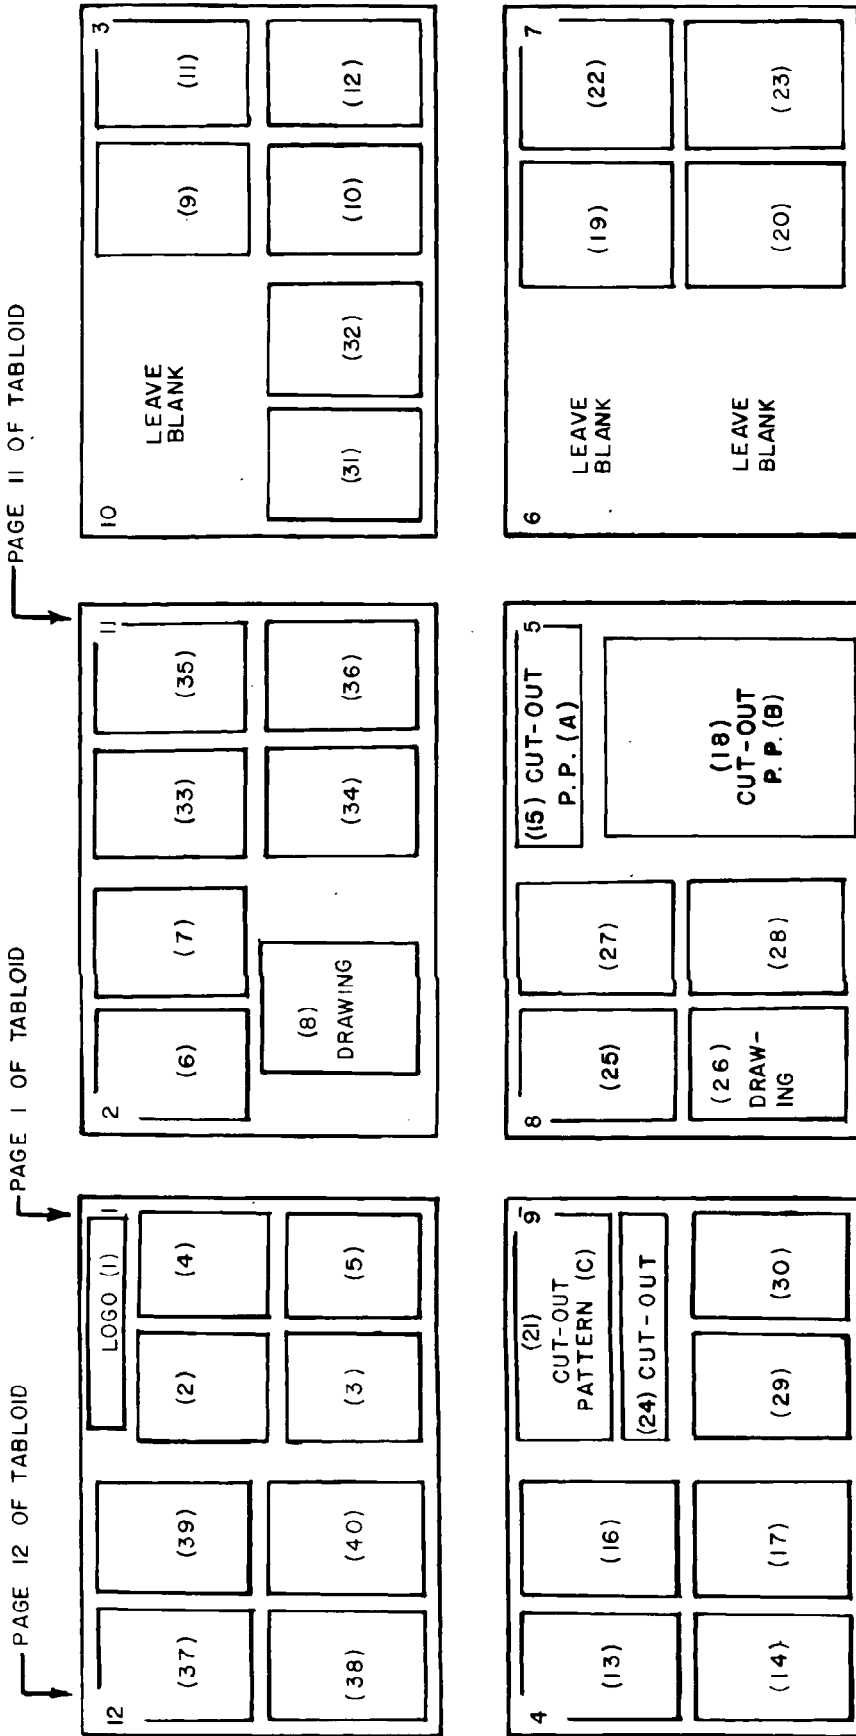 PAGE 12 OF TABLOID
PAGE 1 OF TABLOID
PAGE 11 OF TABLOID
12
(37)
(39)
(38)
(40)
LOGO (1)
1
(2)
(4)
(3)
(5)
2
(6)
(7)
(8)
DRAWING
11
(33)
(35)
(34)
(36)
10
LEAVE
BLANK
(31)
(32)
3
(9)
(11)
(10)
(12)
4
(13)
(16)
(14)
(17)
9
(21)
CUT-OUT
PATTERN (C)
(24) CUT-OUT
(29)
(30)
8
(25)
(27)
(26)
DRAW-
ING
(28)
5
(15) CUT-OUT
P. P. (A)
(18)
CUT-OUT
P. P. (B)
6
LEAVE
BLANK
LEAVE
BLANK
7
(19)
(22)
(20)
(23)